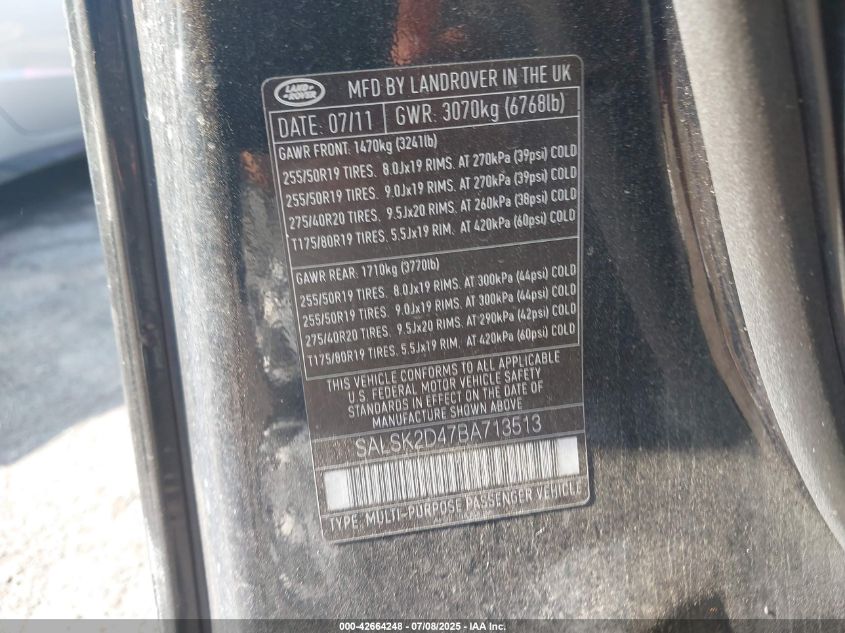 LAND ROVER
MFD BY LANDROVER IN THE UK
DATE: 07/11 GWR: 3070kg (6768lb)
GAWR FRONT: 1470kg (3241lb)
255/50R19 TIRES. 8.0Jx19 RIMS. AT 270kPa (39psi) COLD
255/50R19 TIRES. 9.0Jx19 RIMS. AT 270kPa (39psi) COLD
275/40R20 TIRES. 9.5Jx20 RIMS. AT 260kPa (38psi) COLD
T175/80R19 TIRES. 5.5Jx19 RIM. AT 420kPa (60psi) COLD
GAWR REAR: 1710kg (3770lb)
255/50R19 TIRES. 8.0Jx19 RIMS. AT 300kPa (44psi) COLD
255/50R19 TIRES. 9.0Jx19 RIMS. AT 300kPa (44psi) COLD
275/40R20 TIRES. 9.5Jx20 RIMS. AT 290kPa (42psi) COLD
T175/80R19 TIRES. 5.5Jx19 RIM. AT 420kPa (60psi) COLD
THIS VEHICLE CONFORMS TO ALL APPLICABLE
U.S. FEDERAL MOTOR VEHICLE SAFETY
STANDARDS IN EFFECT ON THE DATE OF
MANUFACTURE SHOWN ABOVE
SALSK2D47BA713513
TYPE: MULTI-PURPOSE PASSENGER VEHICLE
000-42664248 - 07/08/2025 - IAA Inc.